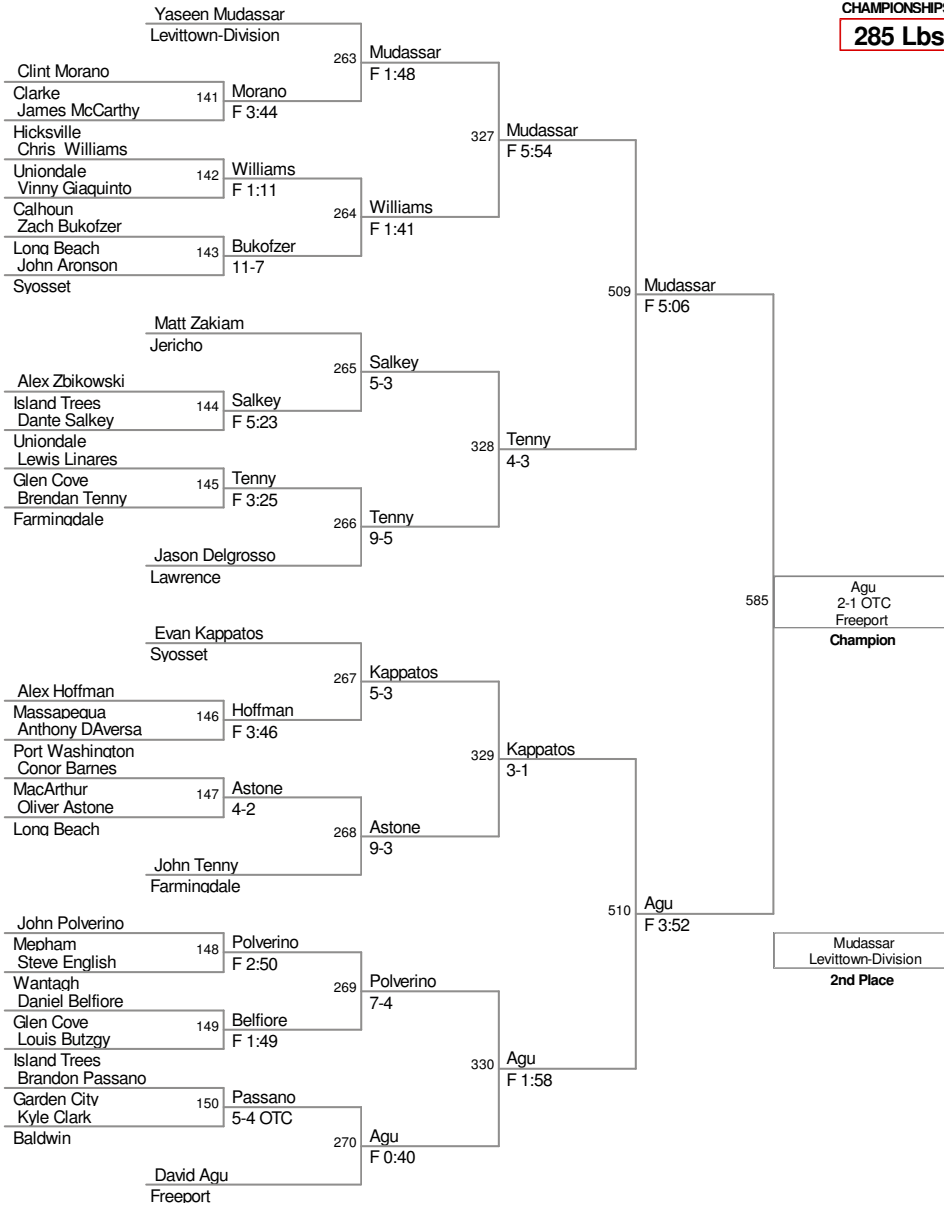 CHAMPIONSHIPS
285 Lbs
Yaseen Mudassar
Levittown-Division
263
Mudassar
F 1:48
Clint Morano
Clarke
141
Morano
F 3:44
James McCarthy
Hicksville
327
Mudassar
F 5:54
Chris Williams
Uniondale
142
Williams
F 1:11
Vinny Giaquinto
Calhoun
264
Williams
F 1:41
Zach Bukofzer
Long Beach
143
Bukofzer
11-7
John Aronson
Syosset
509
Mudassar
F 5:06
Matt Zakiam
Jericho
265
Salkey
5-3
Alex Zbikowski
Island Trees
144
Salkey
F 5:23
Dante Salkey
Uniondale
328
Tenny
4-3
Lewis Linares
Glen Cove
145
Tenny
F 3:25
Brendan Tenny
Farmingdale
266
Tenny
9-5
Jason Delgrosso
Lawrence
585
Agu
2-1 OTC
Freeport
Champion
Evan Kappatos
Syosset
267
Kappatos
5-3
Alex Hoffman
Massapequa
146
Hoffman
F 3:46
Anthony DAversa
Port Washington
329
Kappatos
3-1
Conor Barnes
MacArthur
147
Astone
4-2
Oliver Astone
Long Beach
268
Astone
9-3
John Tenny
Farmingdale
510
Agu
F 3:52
John Polverino
Mepham
148
Polverino
F 2:50
Steve English
Wantagh
Mudassar
Levittown-Division
2nd Place
269
Polverino
7-4
Daniel Belfiore
Glen Cove
149
Belfiore
F 1:49
Louis Butzgy
Island Trees
330
Agu
F 1:58
Brandon Passano
Garden City
150
Passano
5-4 OTC
Kyle Clark
Baldwin
270
Agu
F 0:40
David Agu
Freeport